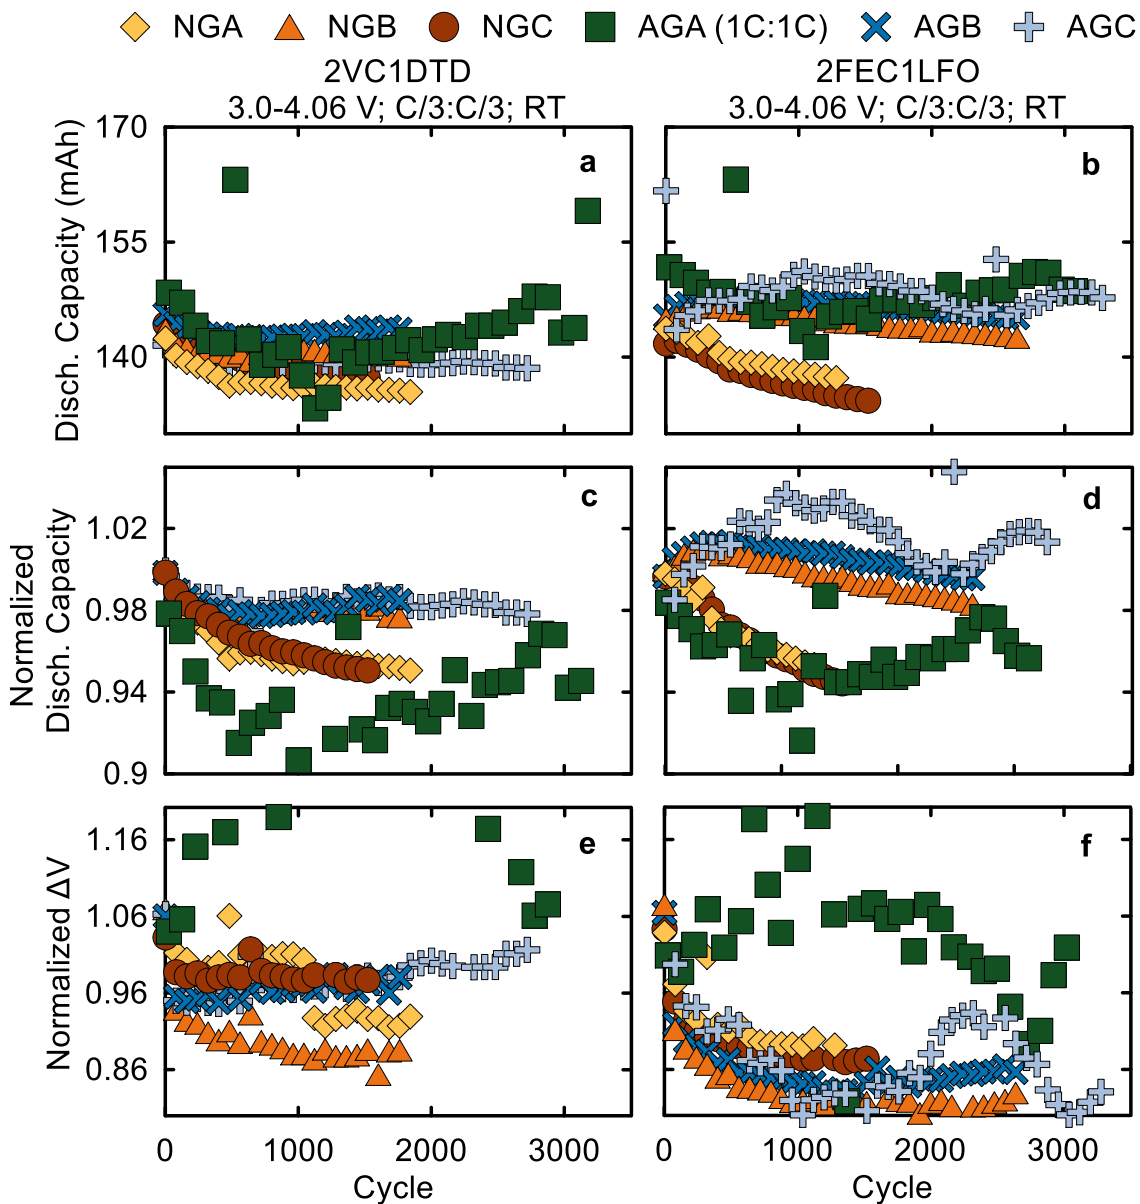 NGA NGB NGC AGA (1C:1C) AGB AGC
2VC1DTD 2FEC1LFO
3.0-4.06 V; C/3:C/3; RT 3.0-4.06 V; C/3:C/3; RT
Disch. Capacity (mAh)
170
155
140
a
b
Normalized
Disch. Capacity
1.02
0.98
0.94
0.9
c
d
Normalized ΔV
1.16
1.06
0.96
0.86
e
f
0 1000 2000 3000 0 1000 2000 3000
Cycle Cycle